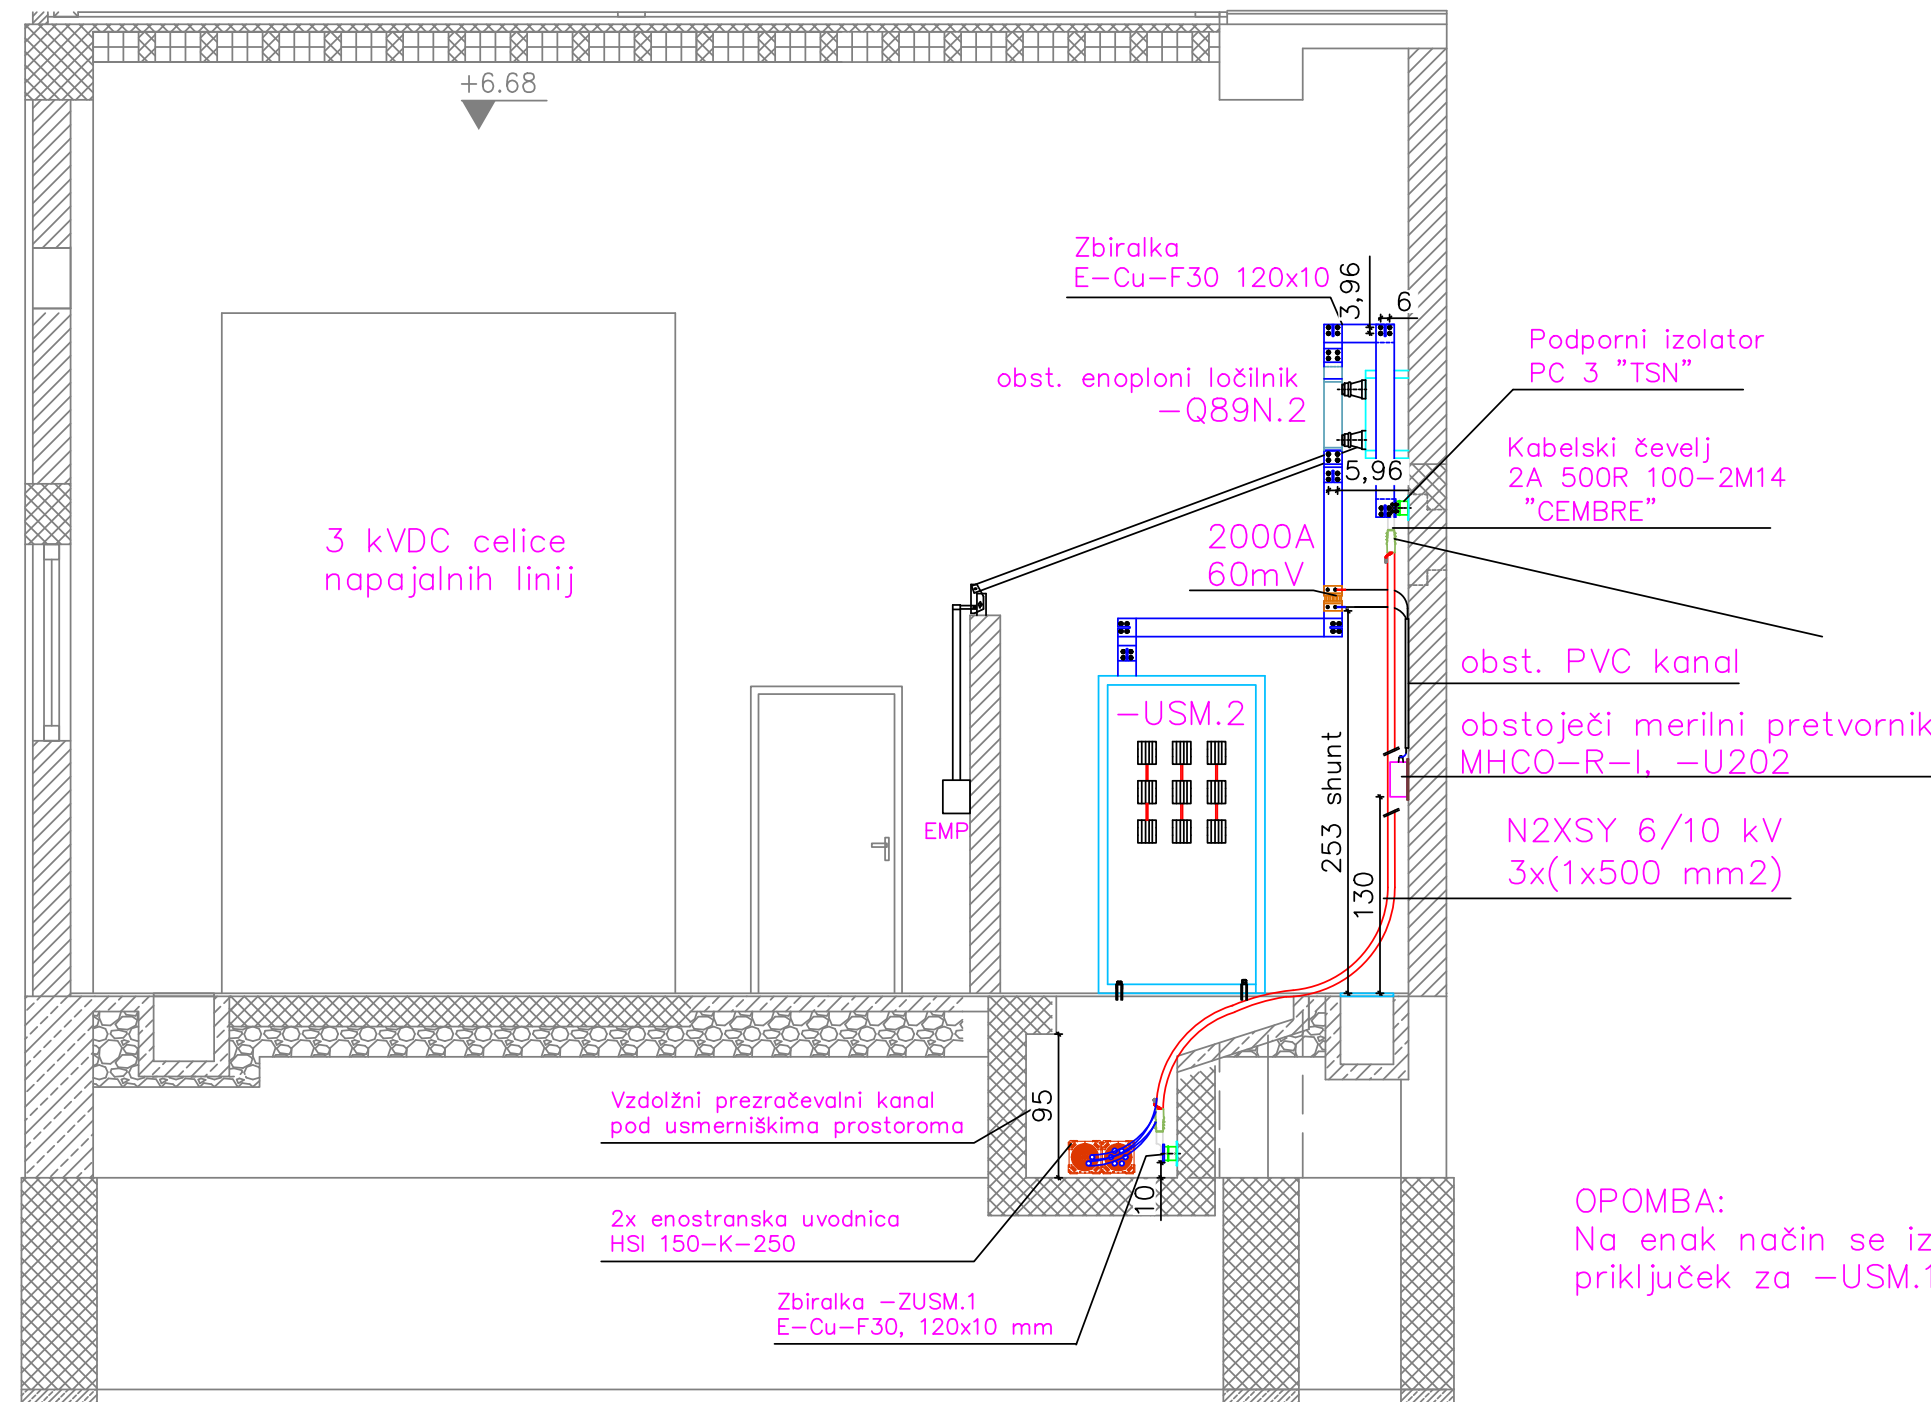 +6.68
Zbiralka
E-Cu-F30 120x10
3,96
6
Podporni izolator
PC 3 "TSN"
obst. enoploni ločilnik
-Q89N.2
Kabelski čevelj
2A 500R 100-2M14
"CEMBRE"
5,96
3 kVDC celice
napajalnih linij
2000A
60mV
obst. PVC kanal
-USM.2
obstoječi merilni pretvornik
MHCO-R-I, -U202
253 shunt
EMP
N2XSY 6/10 kV
3x(1x500 mm2)
130
Vzdolžni prezračevalni kanal
pod usmerniškima prostoroma
95
10
2x enostranska uvodnica
HSI 150-K-250
OPOMBA:
Na enak način se iz
priključek za -USM.1
Zbiralka -ZUSM.1
E-Cu-F30, 120x10 mm